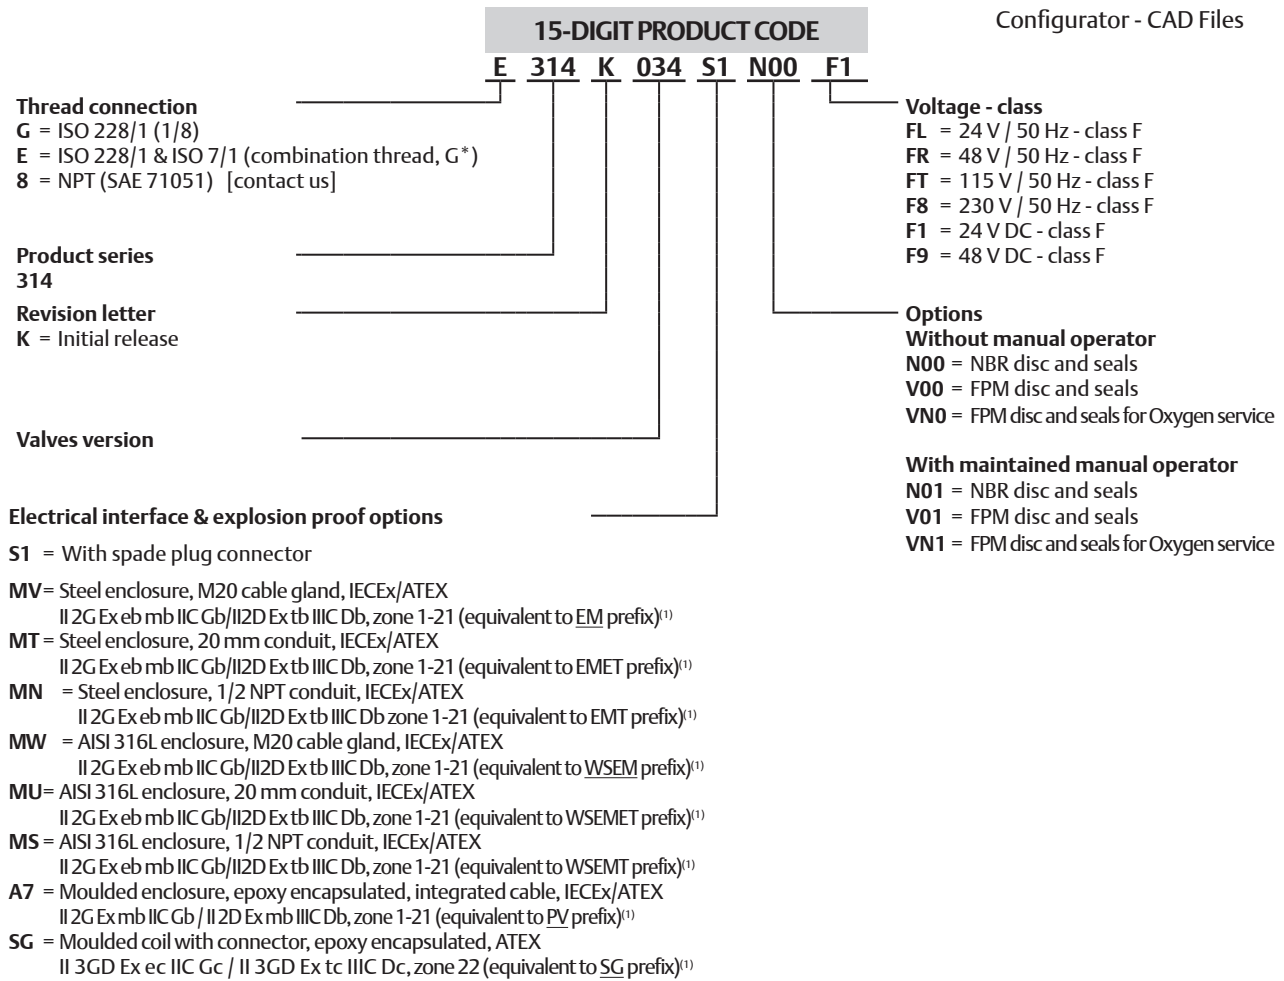 Configurator - CAD Files
15-DIGIT PRODUCT CODE
E 314 K 034 S1 N00 F1
Thread connection
G = ISO 228/1 (1/8)
E = ISO 228/1 & ISO 7/1 (combination thread, G*)
8 = NPT (SAE 71051) [contact us]
Product series
314
Revision letter
K = Initial release
Valves version
Electrical interface & explosion proof options
S1 = With spade plug connector
MV= Steel enclosure, M20 cable gland, IECEx/ATEX
II 2G Ex eb mb IIC Gb/II2D Ex tb IIIC Db, zone 1-21 (equivalent to EM prefix)(1)
MT = Steel enclosure, 20 mm conduit, IECEx/ATEX
II 2G Ex eb mb IIC Gb/II2D Ex tb IIIC Db, zone 1-21 (equivalent to EMET prefix)(1)
MN = Steel enclosure, 1/2 NPT conduit, IECEx/ATEX
II 2G Ex eb mb IIC Gb/II2D Ex tb IIIC Db zone 1-21 (equivalent to EMT prefix)(1)
MW = AISI 316L enclosure, M20 cable gland, IECEx/ATEX
II 2G Ex eb mb IIC Gb/II2D Ex tb IIIC Db, zone 1-21 (equivalent to WSEM prefix)(1)
MU= AISI 316L enclosure, 20 mm conduit, IECEx/ATEX
II 2G Ex eb mb IIC Gb/II2D Ex tb IIIC Db, zone 1-21 (equivalent to WSEMET prefix)(1)
MS = AISI 316L enclosure, 1/2 NPT conduit, IECEx/ATEX
II 2G Ex eb mb IIC Gb/II2D Ex tb IIIC Db, zone 1-21 (equivalent to WSEMT prefix)(1)
A7 = Moulded enclosure, epoxy encapsulated, integrated cable, IECEx/ATEX
II 2G Ex mb IIC Gb / II 2D Ex mb IIIC Db, zone 1-21 (equivalent to PV prefix)(1)
SG = Moulded coil with connector, epoxy encapsulated, ATEX
II 3GD Ex ec IIC Gc / II 3GD Ex tc IIIC Dc, zone 22 (equivalent to SG prefix)(1)
Voltage - class
FL = 24 V / 50 Hz - class F
FR = 48 V / 50 Hz - class F
FT = 115 V / 50 Hz - class F
F8 = 230 V / 50 Hz - class F
F1 = 24 V DC - class F
F9 = 48 V DC - class F
Options
Without manual operator
N00 = NBR disc and seals
V00 = FPM disc and seals
VN0 = FPM disc and seals for Oxygen service
With maintained manual operator
N01 = NBR disc and seals
V01 = FPM disc and seals
VN1 = FPM disc and seals for Oxygen service